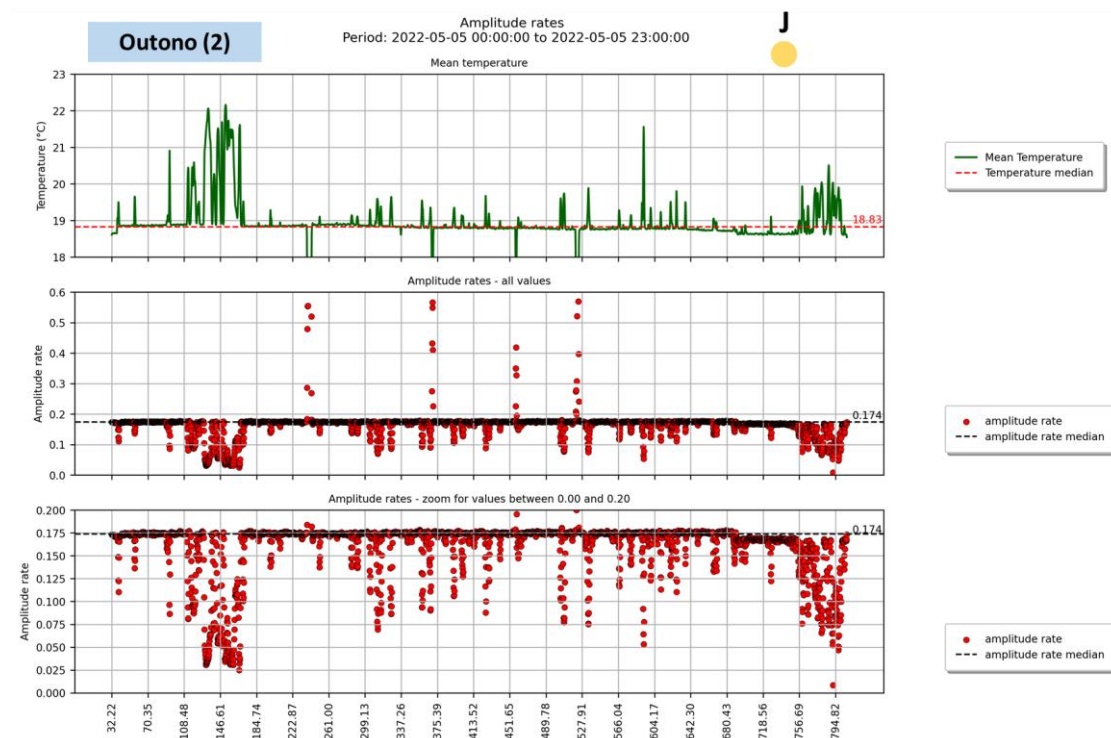 Outono (2)
Amplitude rates
Period: 2022-05-05 00:00:00 to 2022-05-05 23:00:00
J
Mean temperature
23
22
21
20
19
18
Temperature (°C)
18.83
Mean Temperature
Temperature median
Amplitude rates - all values
0.6
0.5
0.4
0.3
0.2
0.1
0.0
Amplitude rate
0.174
amplitude rate
amplitude rate median
Amplitude rates - zoom for values between 0.00 and 0.20
0.200
0.175
0.150
0.125
0.100
0.075
0.050
0.025
0.000
Amplitude rate
0.174
amplitude rate
amplitude rate median
32.22
70.35
108.48
146.61
184.74
222.87
261.00
299.13
337.26
375.39
413.52
451.65
489.78
527.91
566.04
604.17
642.30
680.43
718.56
756.69
794.82